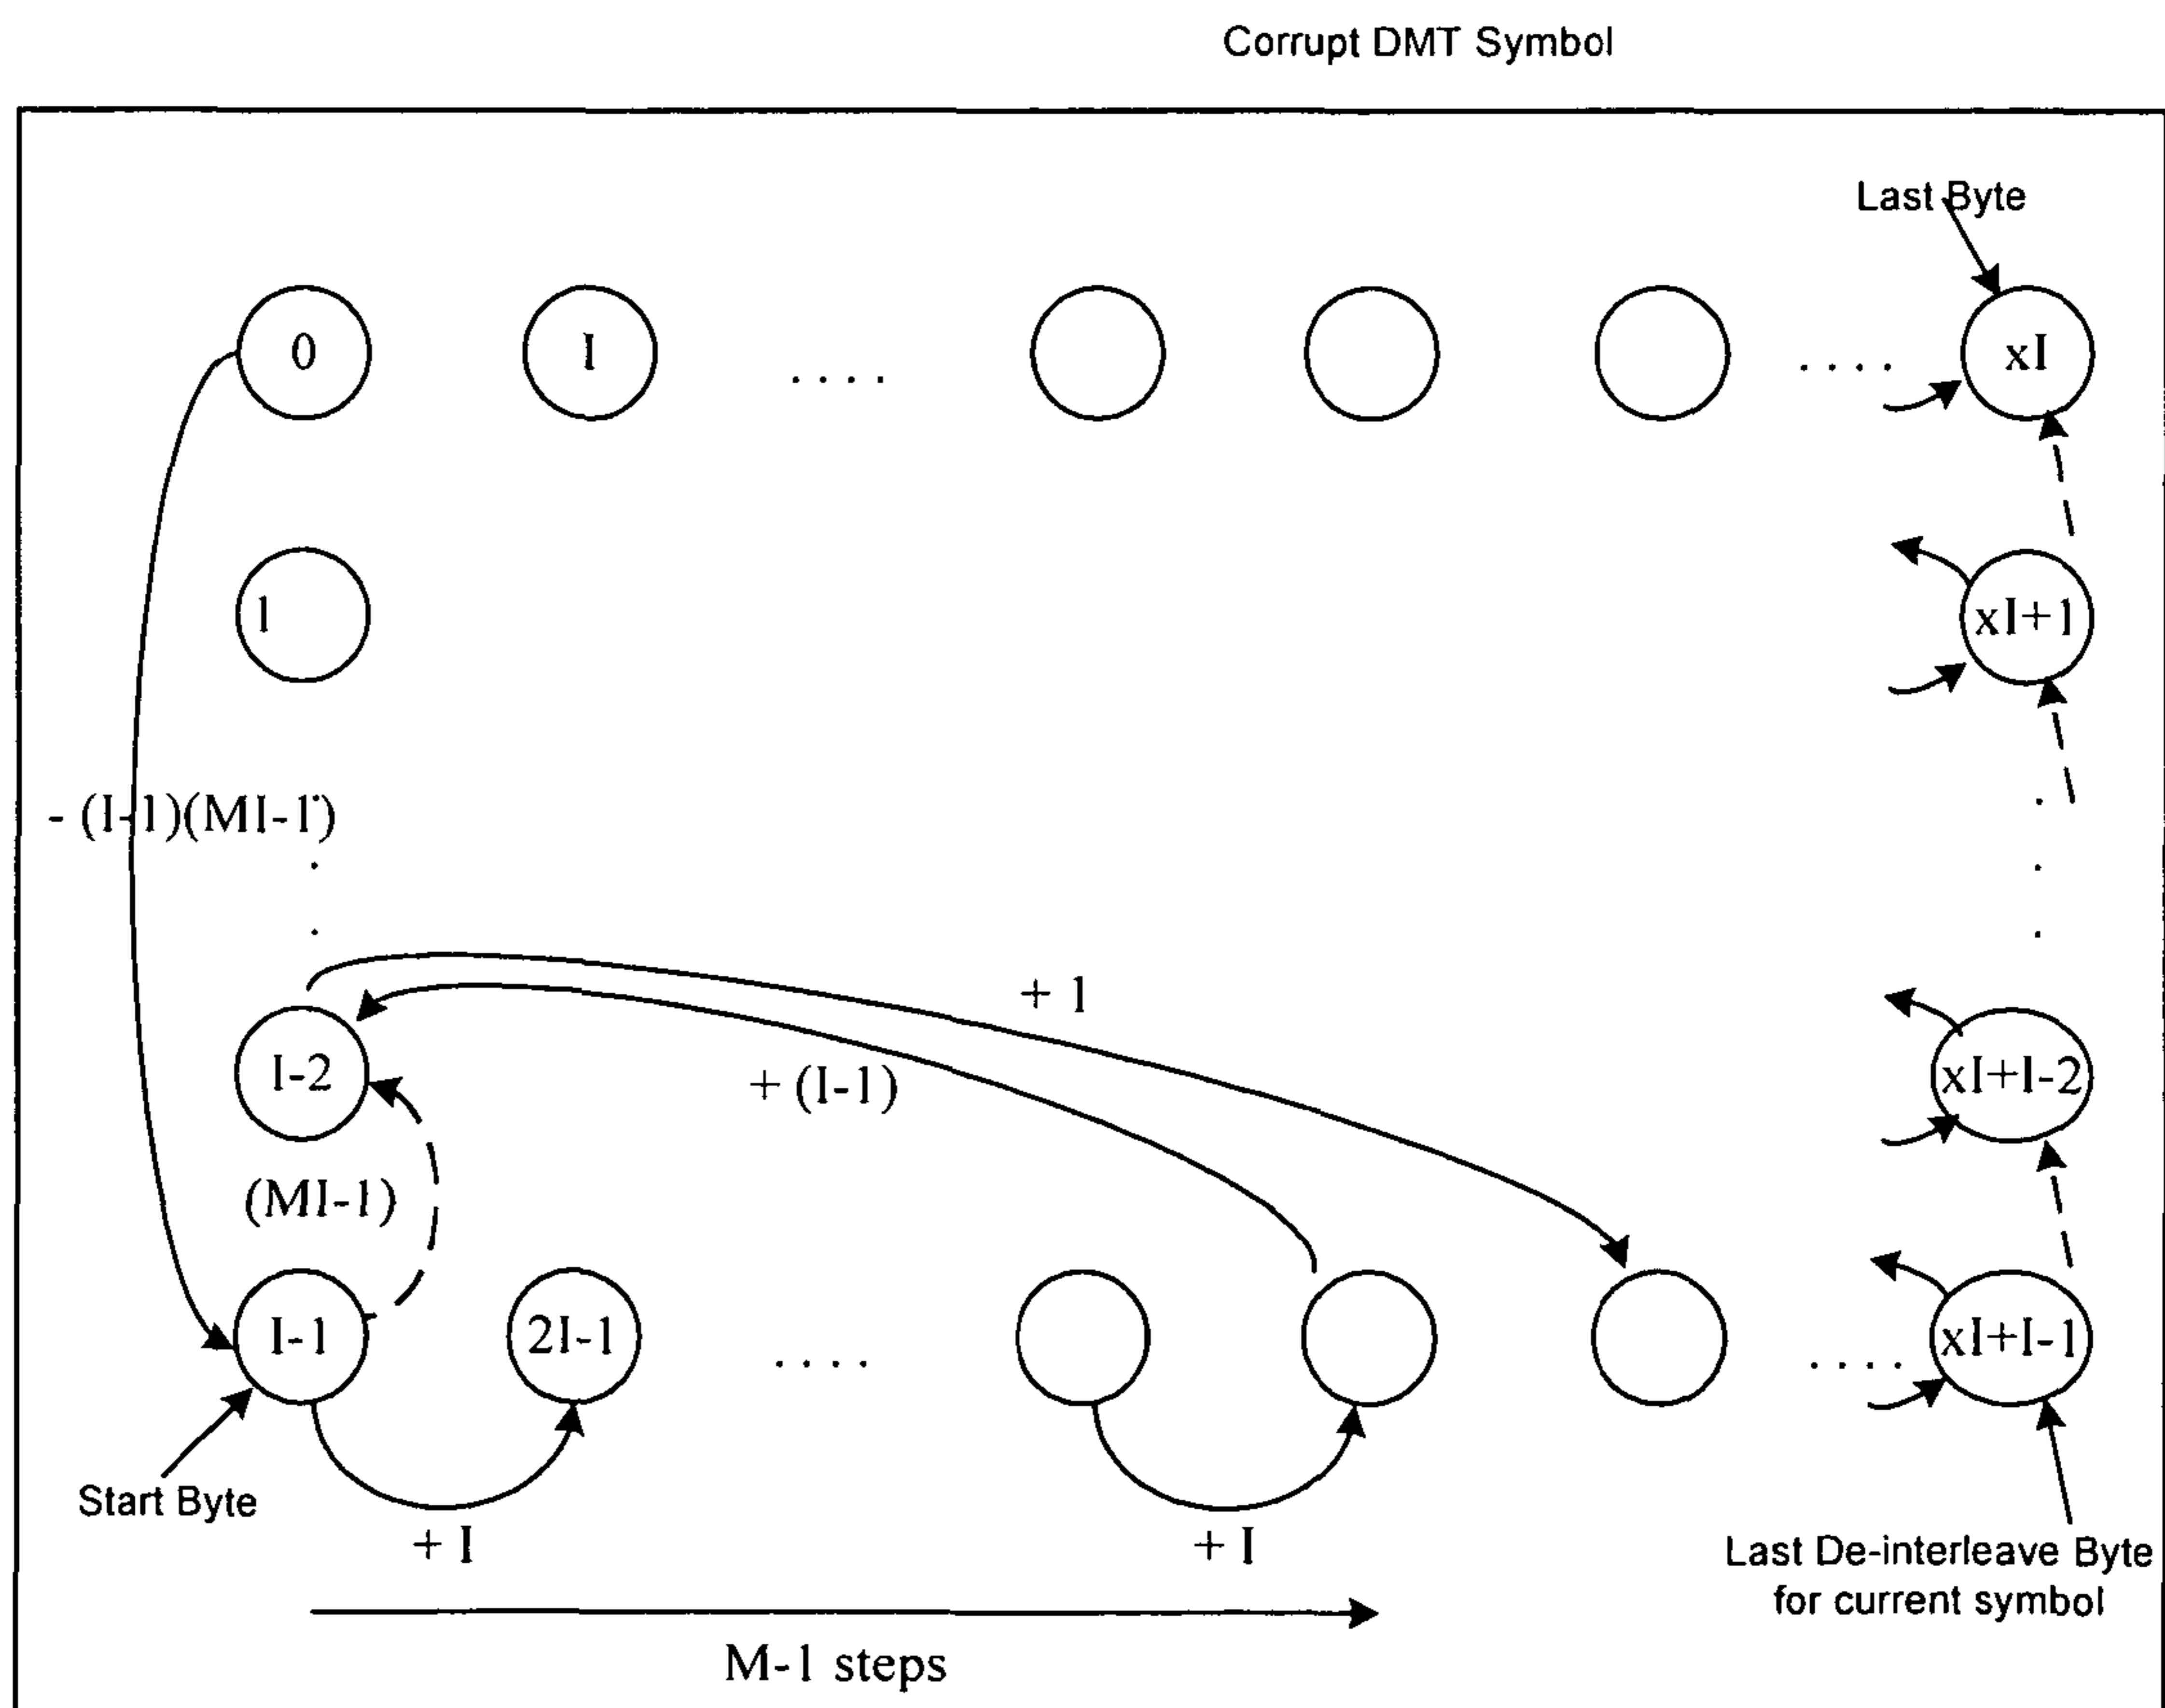 Corrupt DMT Symbol
Last Byte
0
I
. . . .
. . . .
xI
1
xI+1
- (I-1)(MI-1)
+ 1
+ (I-1)
I-2
xI+I-2
(MI-1)
I-1
2I-1
. . . .
. . . .
xI+I-1
Start Byte
+ I
+ I
Last De-interleave Byte
for current symbol
M-1 steps